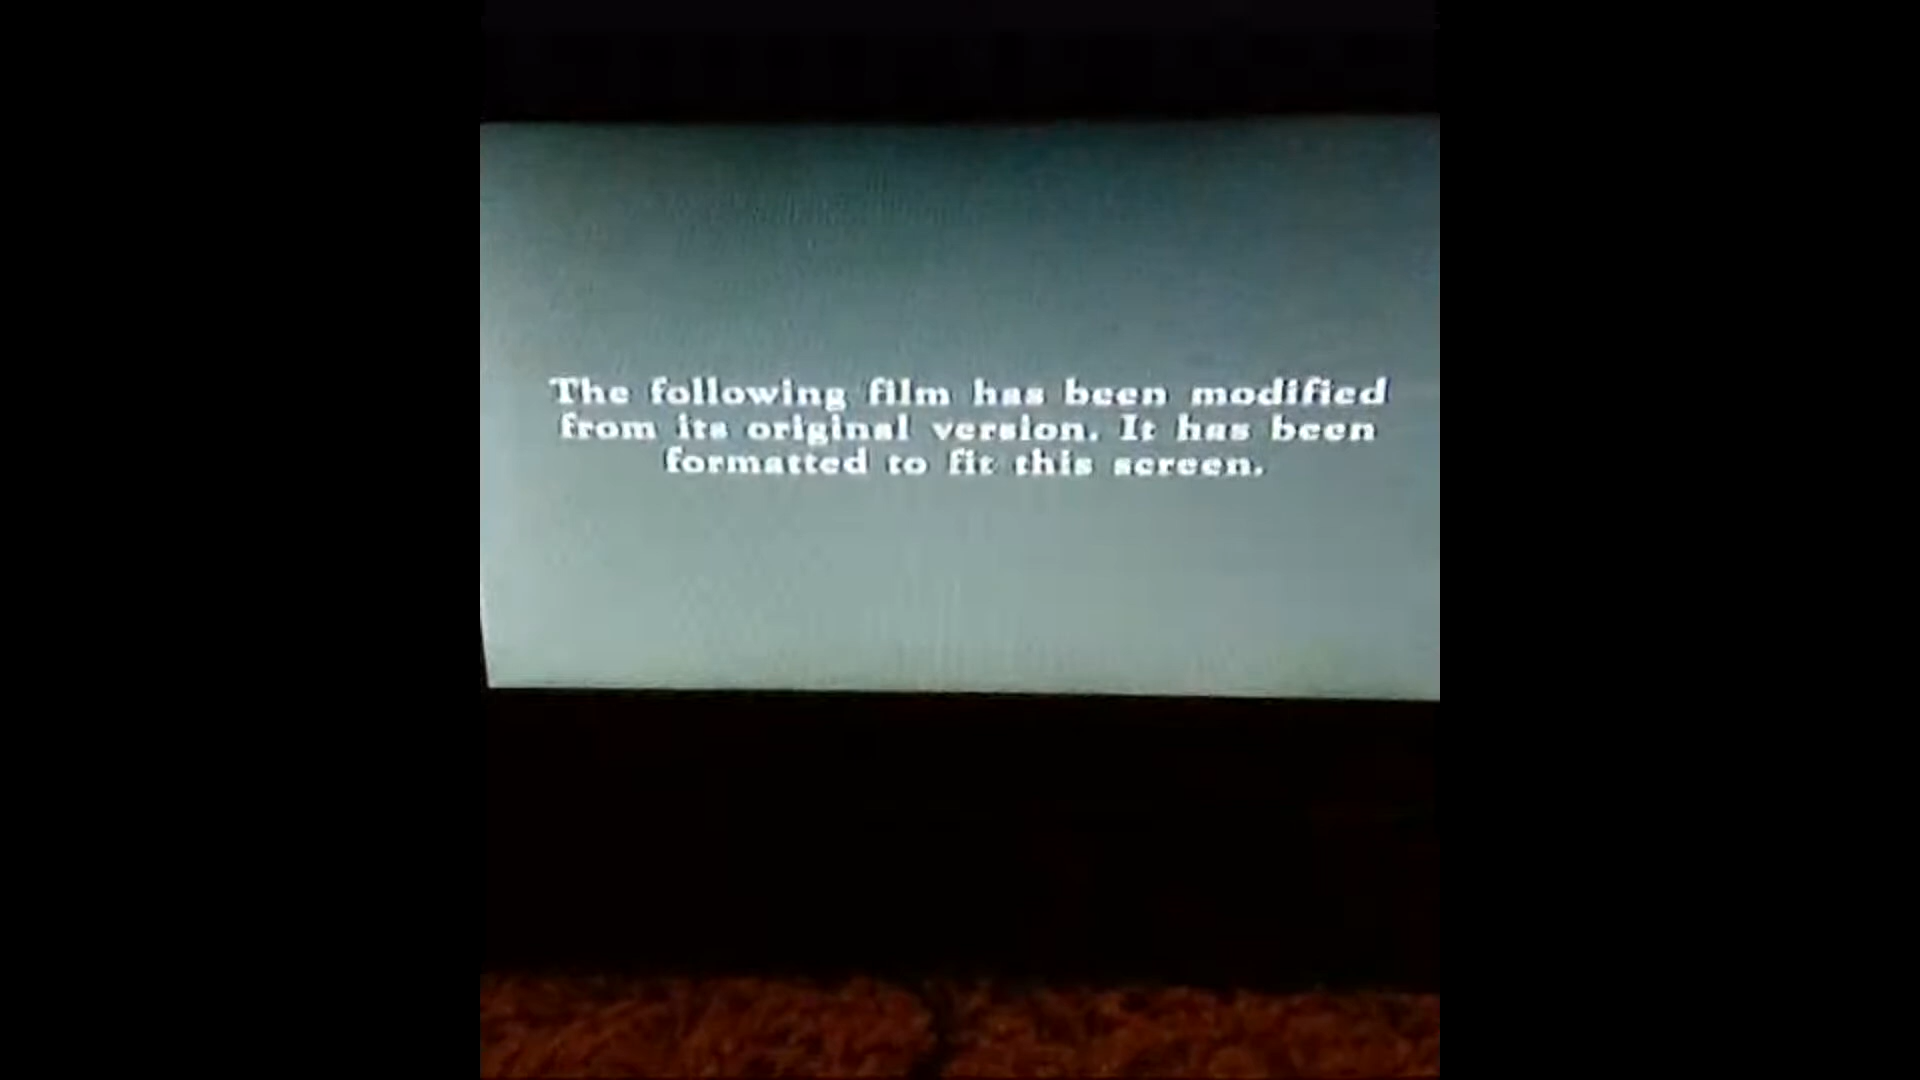 The following film has been modified
from its original version. It has been
formatted to fit this screen.